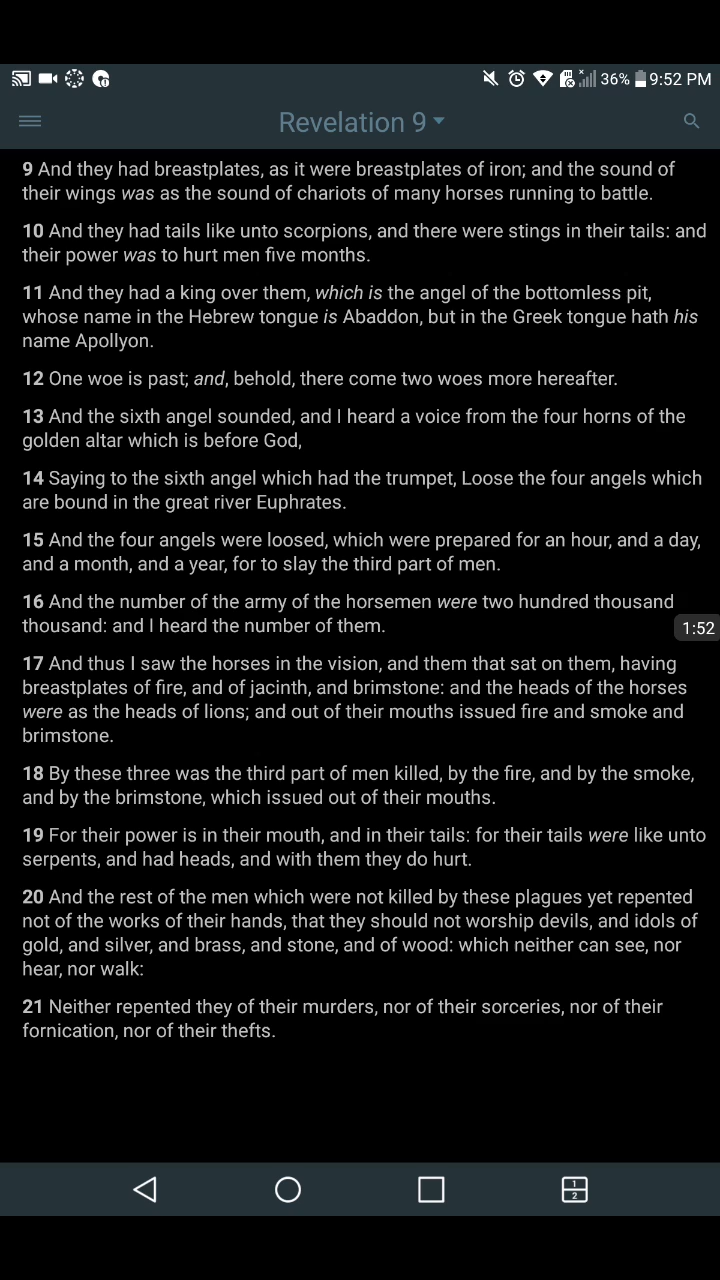 36% 9:52 PM
Revelation 9
9 And they had breastplates, as it were breastplates of iron; and the sound of
their wings was as the sound of chariots of many horses running to battle.
10 And they had tails like unto scorpions, and there were stings in their tails: and
their power was to hurt men five months.
11 And they had a king over them, which is the angel of the bottomless pit,
whose name in the Hebrew tongue is Abaddon, but in the Greek tongue hath his
name Apollyon.
12 One woe is past; and, behold, there come two woes more hereafter.
13 And the sixth angel sounded, and I heard a voice from the four horns of the
golden altar which is before God,
14 Saying to the sixth angel which had the trumpet, Loose the four angels which
are bound in the great river Euphrates.
15 And the four angels were loosed, which were prepared for an hour, and a day,
and a month, and a year, for to slay the third part of men.
16 And the number of the army of the horsemen were two hundred thousand
thousand: and I heard the number of them.
1:52
17 And thus I saw the horses in the vision, and them that sat on them, having
breastplates of fire, and of jacinth, and brimstone: and the heads of the horses
were as the heads of lions; and out of their mouths issued fire and smoke and
brimstone.
18 By these three was the third part of men killed, by the fire, and by the smoke,
and by the brimstone, which issued out of their mouths.
19 For their power is in their mouth, and in their tails: for their tails were like unto
serpents, and had heads, and with them they do hurt.
20 And the rest of the men which were not killed by these plagues yet repented
not of the works of their hands, that they should not worship devils, and idols of
gold, and silver, and brass, and stone, and of wood: which neither can see, nor
hear, nor walk:
21 Neither repented they of their murders, nor of their sorceries, nor of their
fornication, nor of their thefts.
1
2